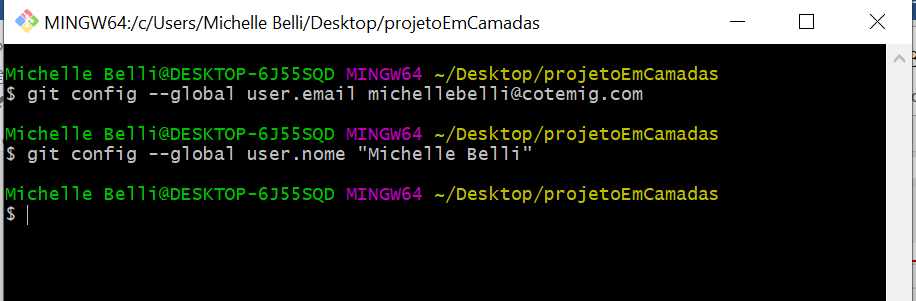 MINGW64:/c/Users/Michelle Belli/Desktop/projetoEmCamadas
Michelle Belli@DESKTOP-6J55SQD MINGW64 ~/Desktop/projetoEmCamadas
$ git config --global user.email michellebelli@cotemig.com
Michelle Belli@DESKTOP-6J55SQD MINGW64 ~/Desktop/projetoEmCamadas
$ git config --global user.nome "Michelle Belli"
Michelle Belli@DESKTOP-6J55SQD MINGW64 ~/Desktop/projetoEmCamadas
$